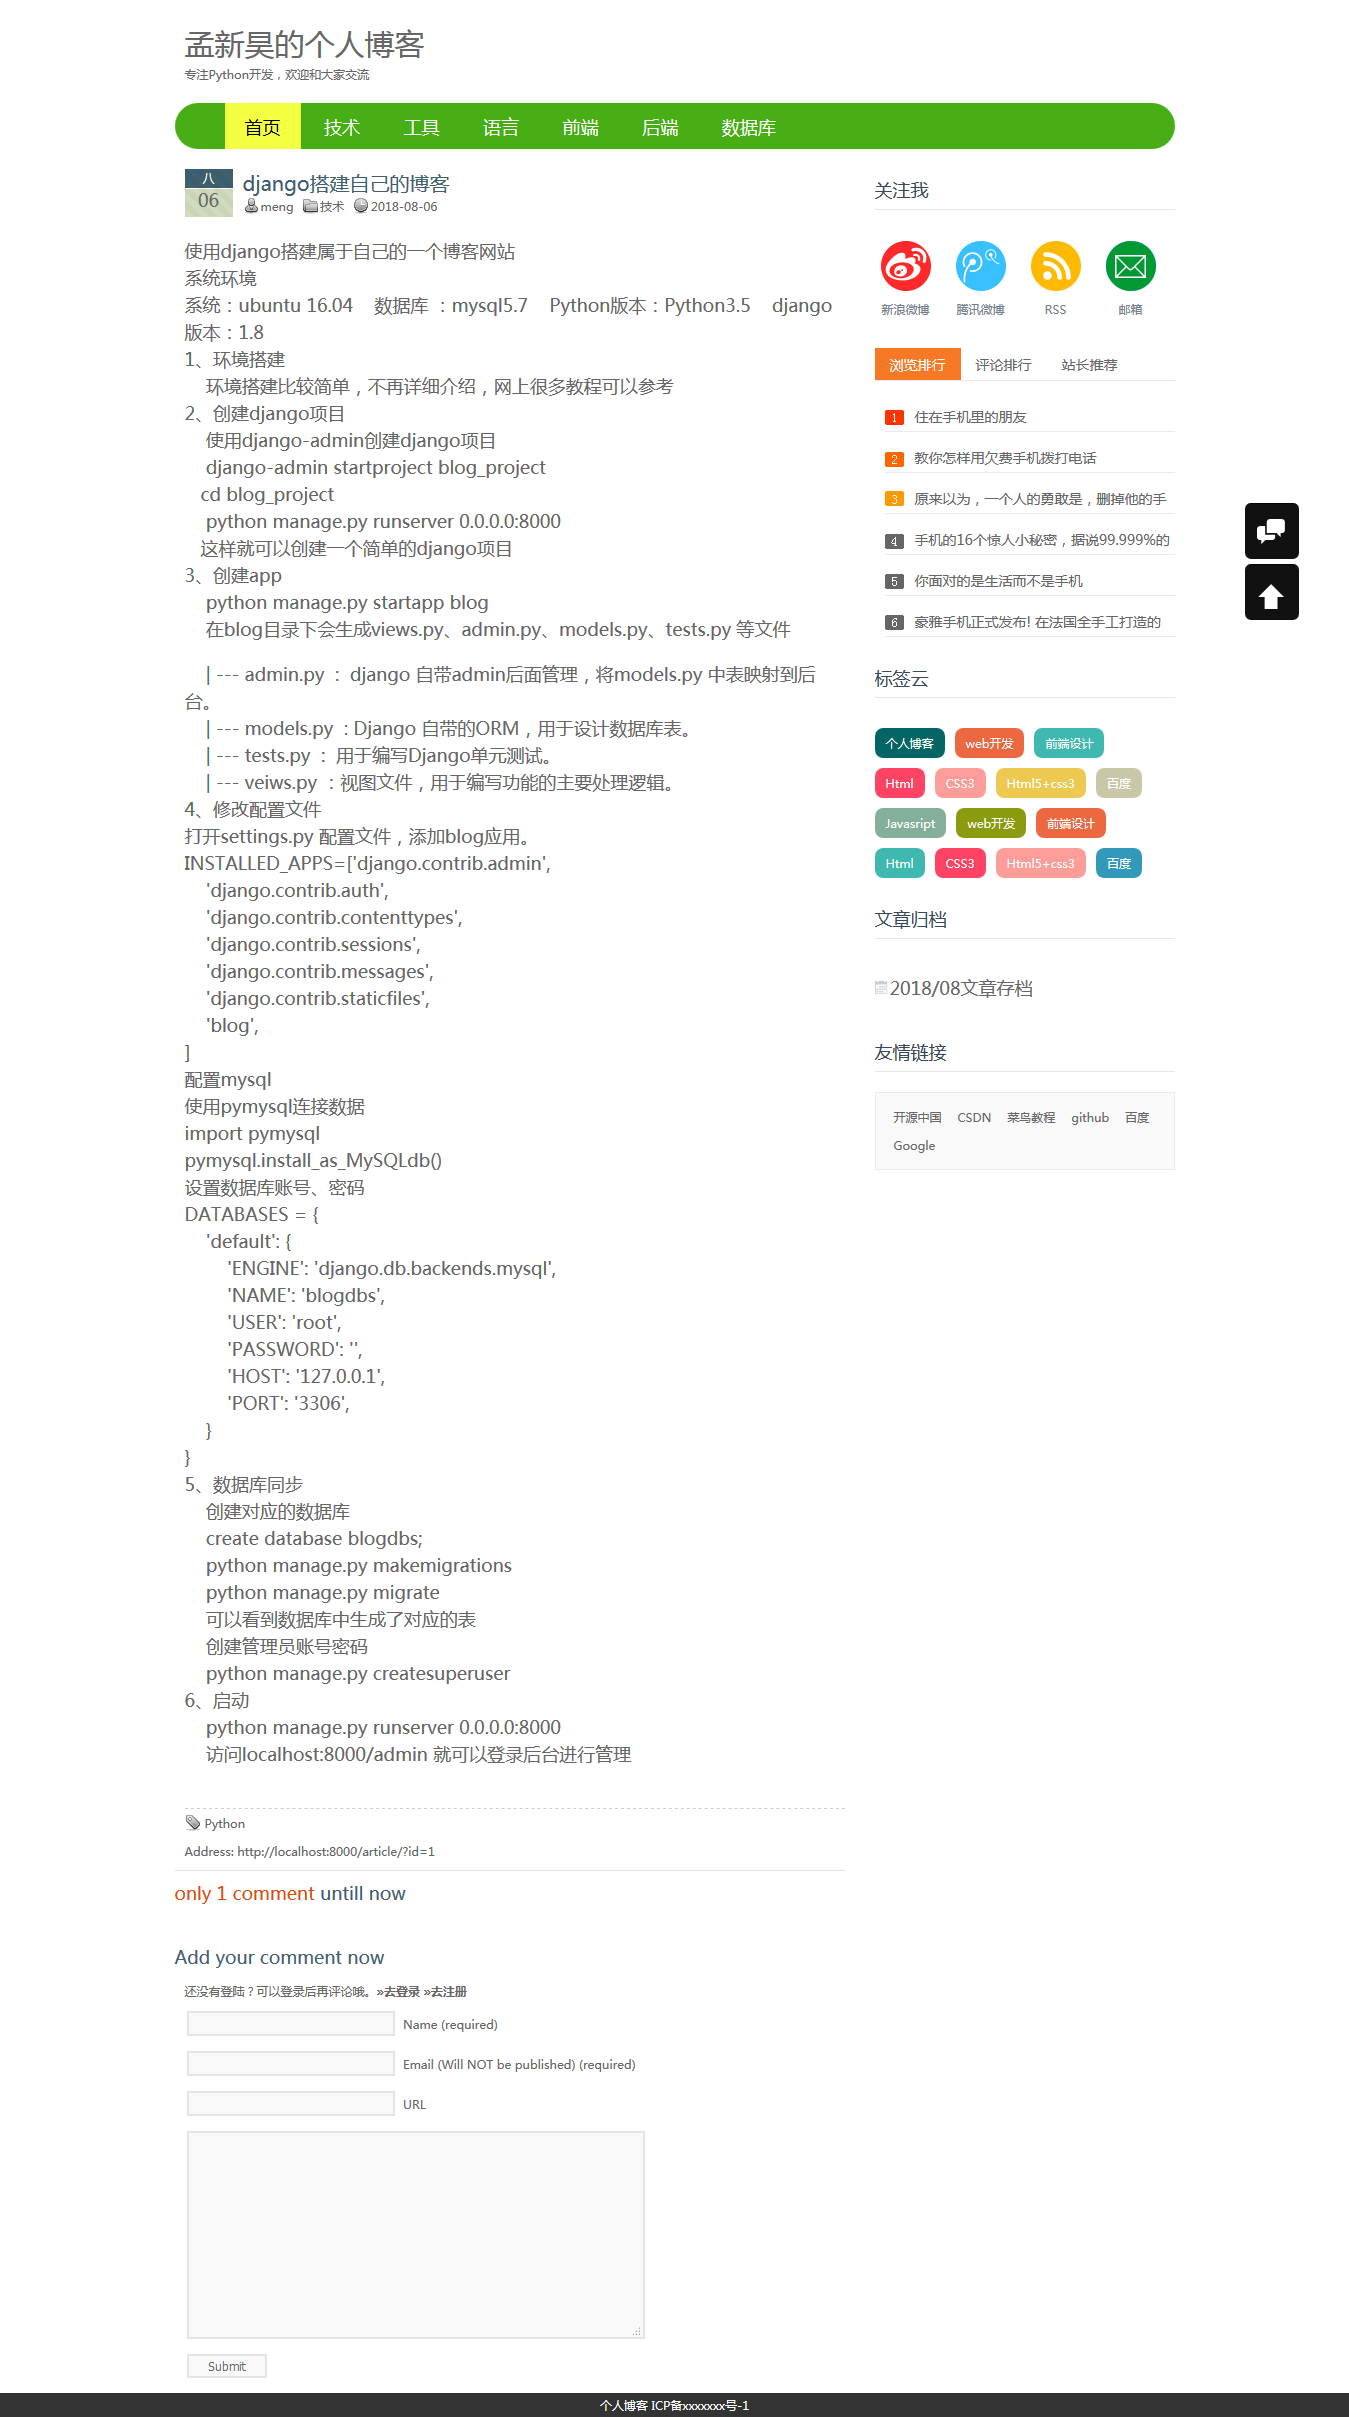 孟新昊的个人博客
专注Python开发，欢迎和大家交流
首页 技术 工具 语言 前端 后端 数据库
八
06
django搭建自己的博客
meng 技术 2018-08-06
使用django搭建属于自己的一个博客网站
系统环境
系统：ubuntu 16.04 数据库 ：mysql5.7 Python版本：Python3.5 django
版本：1.8
1、环境搭建
环境搭建比较简单，不再详细介绍，网上很多教程可以参考
2、创建django项目
使用django-admin创建django项目
django-admin startproject blog_project
cd blog_project
python manage.py runserver 0.0.0.0:8000
这样就可以创建一个简单的django项目
3、创建app
python manage.py startapp blog
在blog目录下会生成views.py、admin.py、models.py、tests.py 等文件
| --- admin.py ： django 自带admin后面管理，将models.py 中表映射到后
台。
| --- models.py ：Django 自带的ORM，用于设计数据库表。
| --- tests.py ： 用于编写Django单元测试。
| --- veiws.py ：视图文件，用于编写功能的主要处理逻辑。
4、修改配置文件
打开settings.py 配置文件，添加blog应用。
INSTALLED_APPS=['django.contrib.admin',
'django.contrib.auth',
'django.contrib.contenttypes',
'django.contrib.sessions',
'django.contrib.messages',
'django.contrib.staticfiles',
'blog',
]
配置mysql
使用pymysql连接数据
import pymysql
pymysql.install_as_MySQLdb()
设置数据库账号、密码
DATABASES = {
'default': {
'ENGINE': 'django.db.backends.mysql',
'NAME': 'blogdbs',
'USER': 'root',
'PASSWORD': '',
'HOST': '127.0.0.1',
'PORT': '3306',
}
}
5、数据库同步
创建对应的数据库
create database blogdbs;
python manage.py makemigrations
python manage.py migrate
可以看到数据库中生成了对应的表
创建管理员账号密码
python manage.py createsuperuser
6、启动
python manage.py runserver 0.0.0.0:8000
访问localhost:8000/admin 就可以登录后台进行管理
Python
Address: http://localhost:8000/article/?id=1
only 1 comment untill now
Add your comment now
还没有登陆？可以登录后再评论哦。»去登录 »去注册
Name (required)
Email (Will NOT be published) (required)
URL
Submit
关注我
新浪微博 腾讯微博 RSS 邮箱
浏览排行 评论排行 站长推荐
1 住在手机里的朋友
2 教你怎样用欠费手机拨打电话
3 原来以为，一个人的勇敢是，删掉他的手
4 手机的16个惊人小秘密，据说99.999%的
5 你面对的是生活而不是手机
6 豪雅手机正式发布! 在法国全手工打造的
标签云
个人博客 web开发 前端设计
Html CSS3 Html5+css3 百度
Javasript web开发 前端设计
Html CSS3 Html5+css3 百度
文章归档
2018/08文章存档
友情链接
开源中国 CSDN 菜鸟教程 github 百度
Google
个人博客 ICP备xxxxxxx号-1